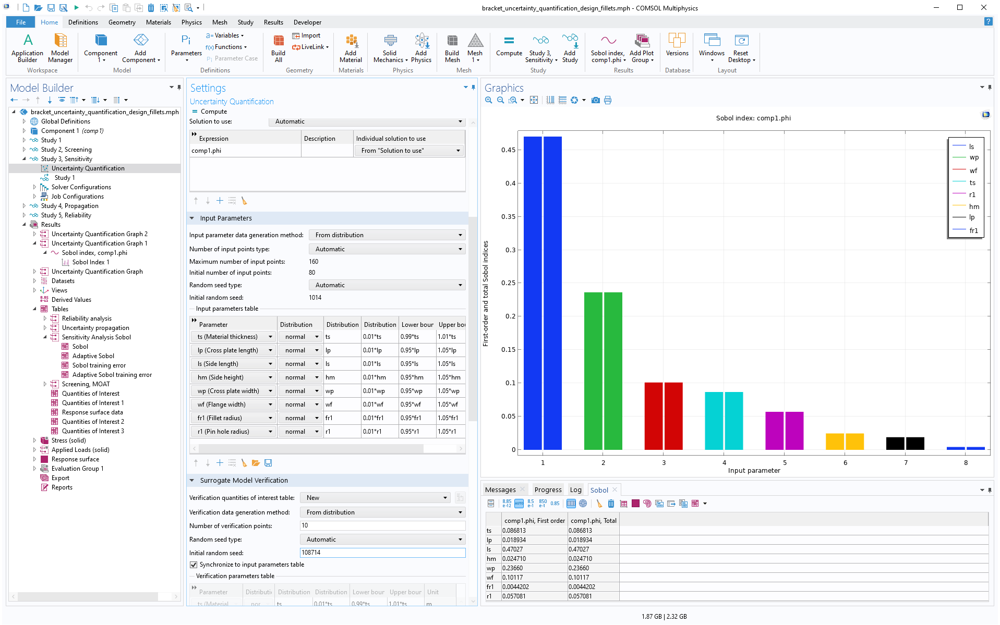 bracket_uncertainty_quantification_design_fillets.mph - COMSOL Multiphysics
File Home Definitions Geometry Materials Physics Mesh Study Results Developer
Application Builder
Model Manager
Workspace
Component 1
Add Component
Model
Pi
Parameters
a= Variables
f(x) Functions
Pi Parameter Case
Definitions
Build All
Import
LiveLink
Geometry
Add Material
Materials
Solid Mechanics
Add Physics
Physics
Build Mesh
Mesh 1
Mesh
Compute
Study 3, Sensitivity
Add Study
Study
Sobol index, comp1.phi
Add Plot Group
Results
Versions
Database
Windows
Reset Desktop
Layout
Model Builder
bracket_uncertainty_quantification_design_fillets.mph
Global Definitions
Component 1 (comp1)
Study 1
Study 2, Screening
Study 3, Sensitivity
Uncertainty Quantification
Study 1
Solver Configurations
Job Configurations
Study 4, Propagation
Study 5, Reliability
Results
Uncertainty Quantification Graph 2
Uncertainty Quantification Graph 1
Sobol index, comp1.phi
Sobol Index 1
Uncertainty Quantification Graph
Datasets
Views
8.85 e-12 Derived Values
Tables
Reliability analysis
Uncertainty propagation
Sensitivity Analysis Sobol
Sobol
Adaptive Sobol
Sobol training error
Adaptive Sobol training error
Screening, MOAT
Quantities of Interest
Quantities of Interest 1
Response surface data
Quantities of Interest 2
Quantities of Interest 3
Stress (solid)
Applied Loads (solid)
Response surface
Evaluation Group 1
Export
Reports
Settings
Uncertainty Quantification
= Compute
Solution to use: Automatic
Expression Description Individual solution to use
comp1.phi From "Solution to use"
Input Parameters
Input parameter data generation method: From distribution
Number of input points type: Automatic
Maximum number of input points: 160
Initial number of input points: 80
Random seed type: Automatic
Initial random seed: 1014
Input parameters table
Parameter Distribution Distribution Distribution Lower bour Upper bou
ts (Material thickness) normal ts 0.01*ts 0.99*ts 1.01*ts
lp (Cross plate length) normal lp 0.01*lp 0.95*lp 1.05*lp
ls (Side length) normal ls 0.01*ls 0.95*ls 1.05*ls
hm (Side height) normal hm 0.01*hm 0.95*hm 1.05*hm
wp (Cross plate width) normal wp 0.01*wp 0.95*wp 1.05*wp
wf (Flange width) normal wf 0.01*wf 0.95*wf 1.05*wf
fr1 (Fillet radius) normal fr1 0.01*fr1 0.95*fr1 1.05*fr1
r1 (Pin hole radius) normal r1 0.01*r1 0.95*r1 1.05*r1
Surrogate Model Verification
Verification quantities of interest table: New
Verification data generation method: From distribution
Number of verification points: 10
Random seed type: Automatic
Initial random seed: 108714
Synchronize to input parameters table
Verification parameters table
Parameter Distributio Distribution Distribution Lower bour Upper bour Unit
ts (Material nor ts 0.01*ts 0.99*ts 1.01*ts m
Graphics
Sobol index: comp1.phi
First-order and total Sobol indices
0.45
0.4
0.35
0.3
0.25
0.2
0.15
0.1
0.05
0
1 2 3 4 5 6 7 8
Input parameter
ls
wp
wf
ts
r1
hm
lp
fr1
Messages Progress Log Sobol
8.85 e-12 AUTO 8.5 e-1 850 e-1 0.85
comp1.phi, First order comp1.phi, Total
ts 0.086813 0.086813
lp 0.018934 0.018934
ls 0.47027 0.47027
hm 0.024710 0.024710
wp 0.23660 0.23660
wf 0.10117 0.10117
fr1 0.0044202 0.0044202
r1 0.057081 0.057081
1.87 GB | 2.32 GB